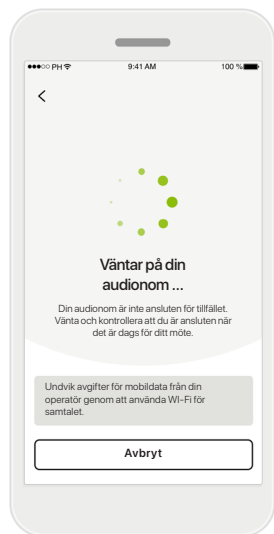 ●●●○○ PH 9:41 AM 100 %
Väntar på din
audionom ...
Din audionom är inte ansluten för tillfället.
Vänta och kontrollera att du är ansluten när
det är dags för ditt möte.
Undvik avgifter för mobildata från din
operatör genom att använda WI-Fi för
samtalet.
Avbryt